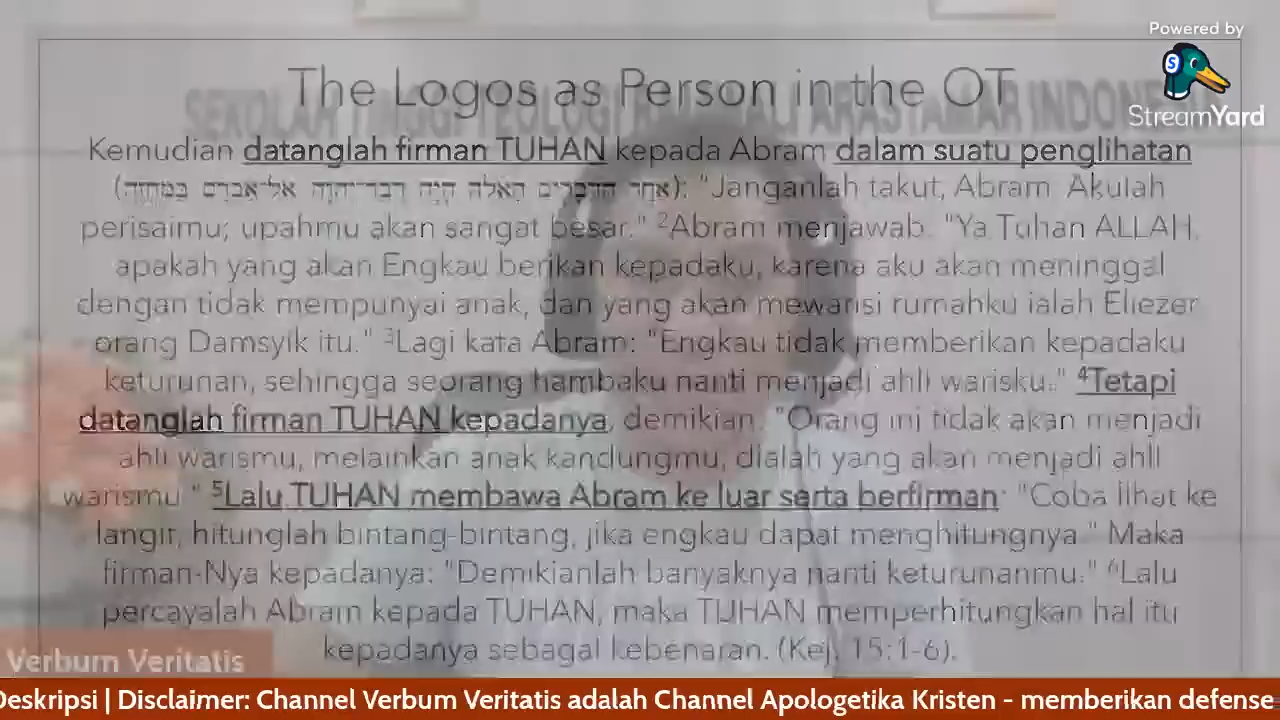 Powered by
StreamYard
The Logos as Person in the OT
SEKOLAH TINGGI ARASTAMAR INDON
Kemudian datanglah firman TUHAN kepada Abram dalam suatu penglihatan
(אַחַר הַדְּבָרִים הָאֵלֶּה הָיָה דְבַר־יְהוָה אֶל־אַבְרָם בַּמַּחֲזֶה): "Janganlah takut, Abram. Akulah
perisaimu; upahmu akan sangat besar." ²Abram menjawab: "Ya Tuhan ALLAH,
apakah yang akan Engkau berikan kepadaku, karena aku akan meninggal
dengan tidak mempunyai anak, dan yang akan mewarisi rumahku ialah Eliezer
orang Damsyik itu." ³Lagi kata Abram: "Engkau tidak memberikan kepadaku
keturunan, sehingga seorang hambaku nanti menjadi ahli warisku." ⁴Tetapi
datanglah firman TUHAN kepadanya, demikian: "Orang ini tidak akan menjadi
ahli warismu, melainkan anak kandungmu, dialah yang akan menjadi ahli
warismu." ⁵Lalu TUHAN membawa Abram ke luar serta berfirman: "Coba lihat ke
langit, hitunglah bintang-bintang, jika engkau dapat menghitungnya." Maka
firman-Nya kepadanya: "Demikianlah banyaknya nanti keturunanmu." ⁶Lalu
percayalah Abram kepada TUHAN, maka TUHAN memperhitungkan hal itu
kepadanya sebagai kebenaran. (Kej. 15:1-6).
Verbum Veritatis
Deskripsi | Disclaimer: Channel Verbum Veritatis adalah Channel Apologetika Kristen - memberikan defense